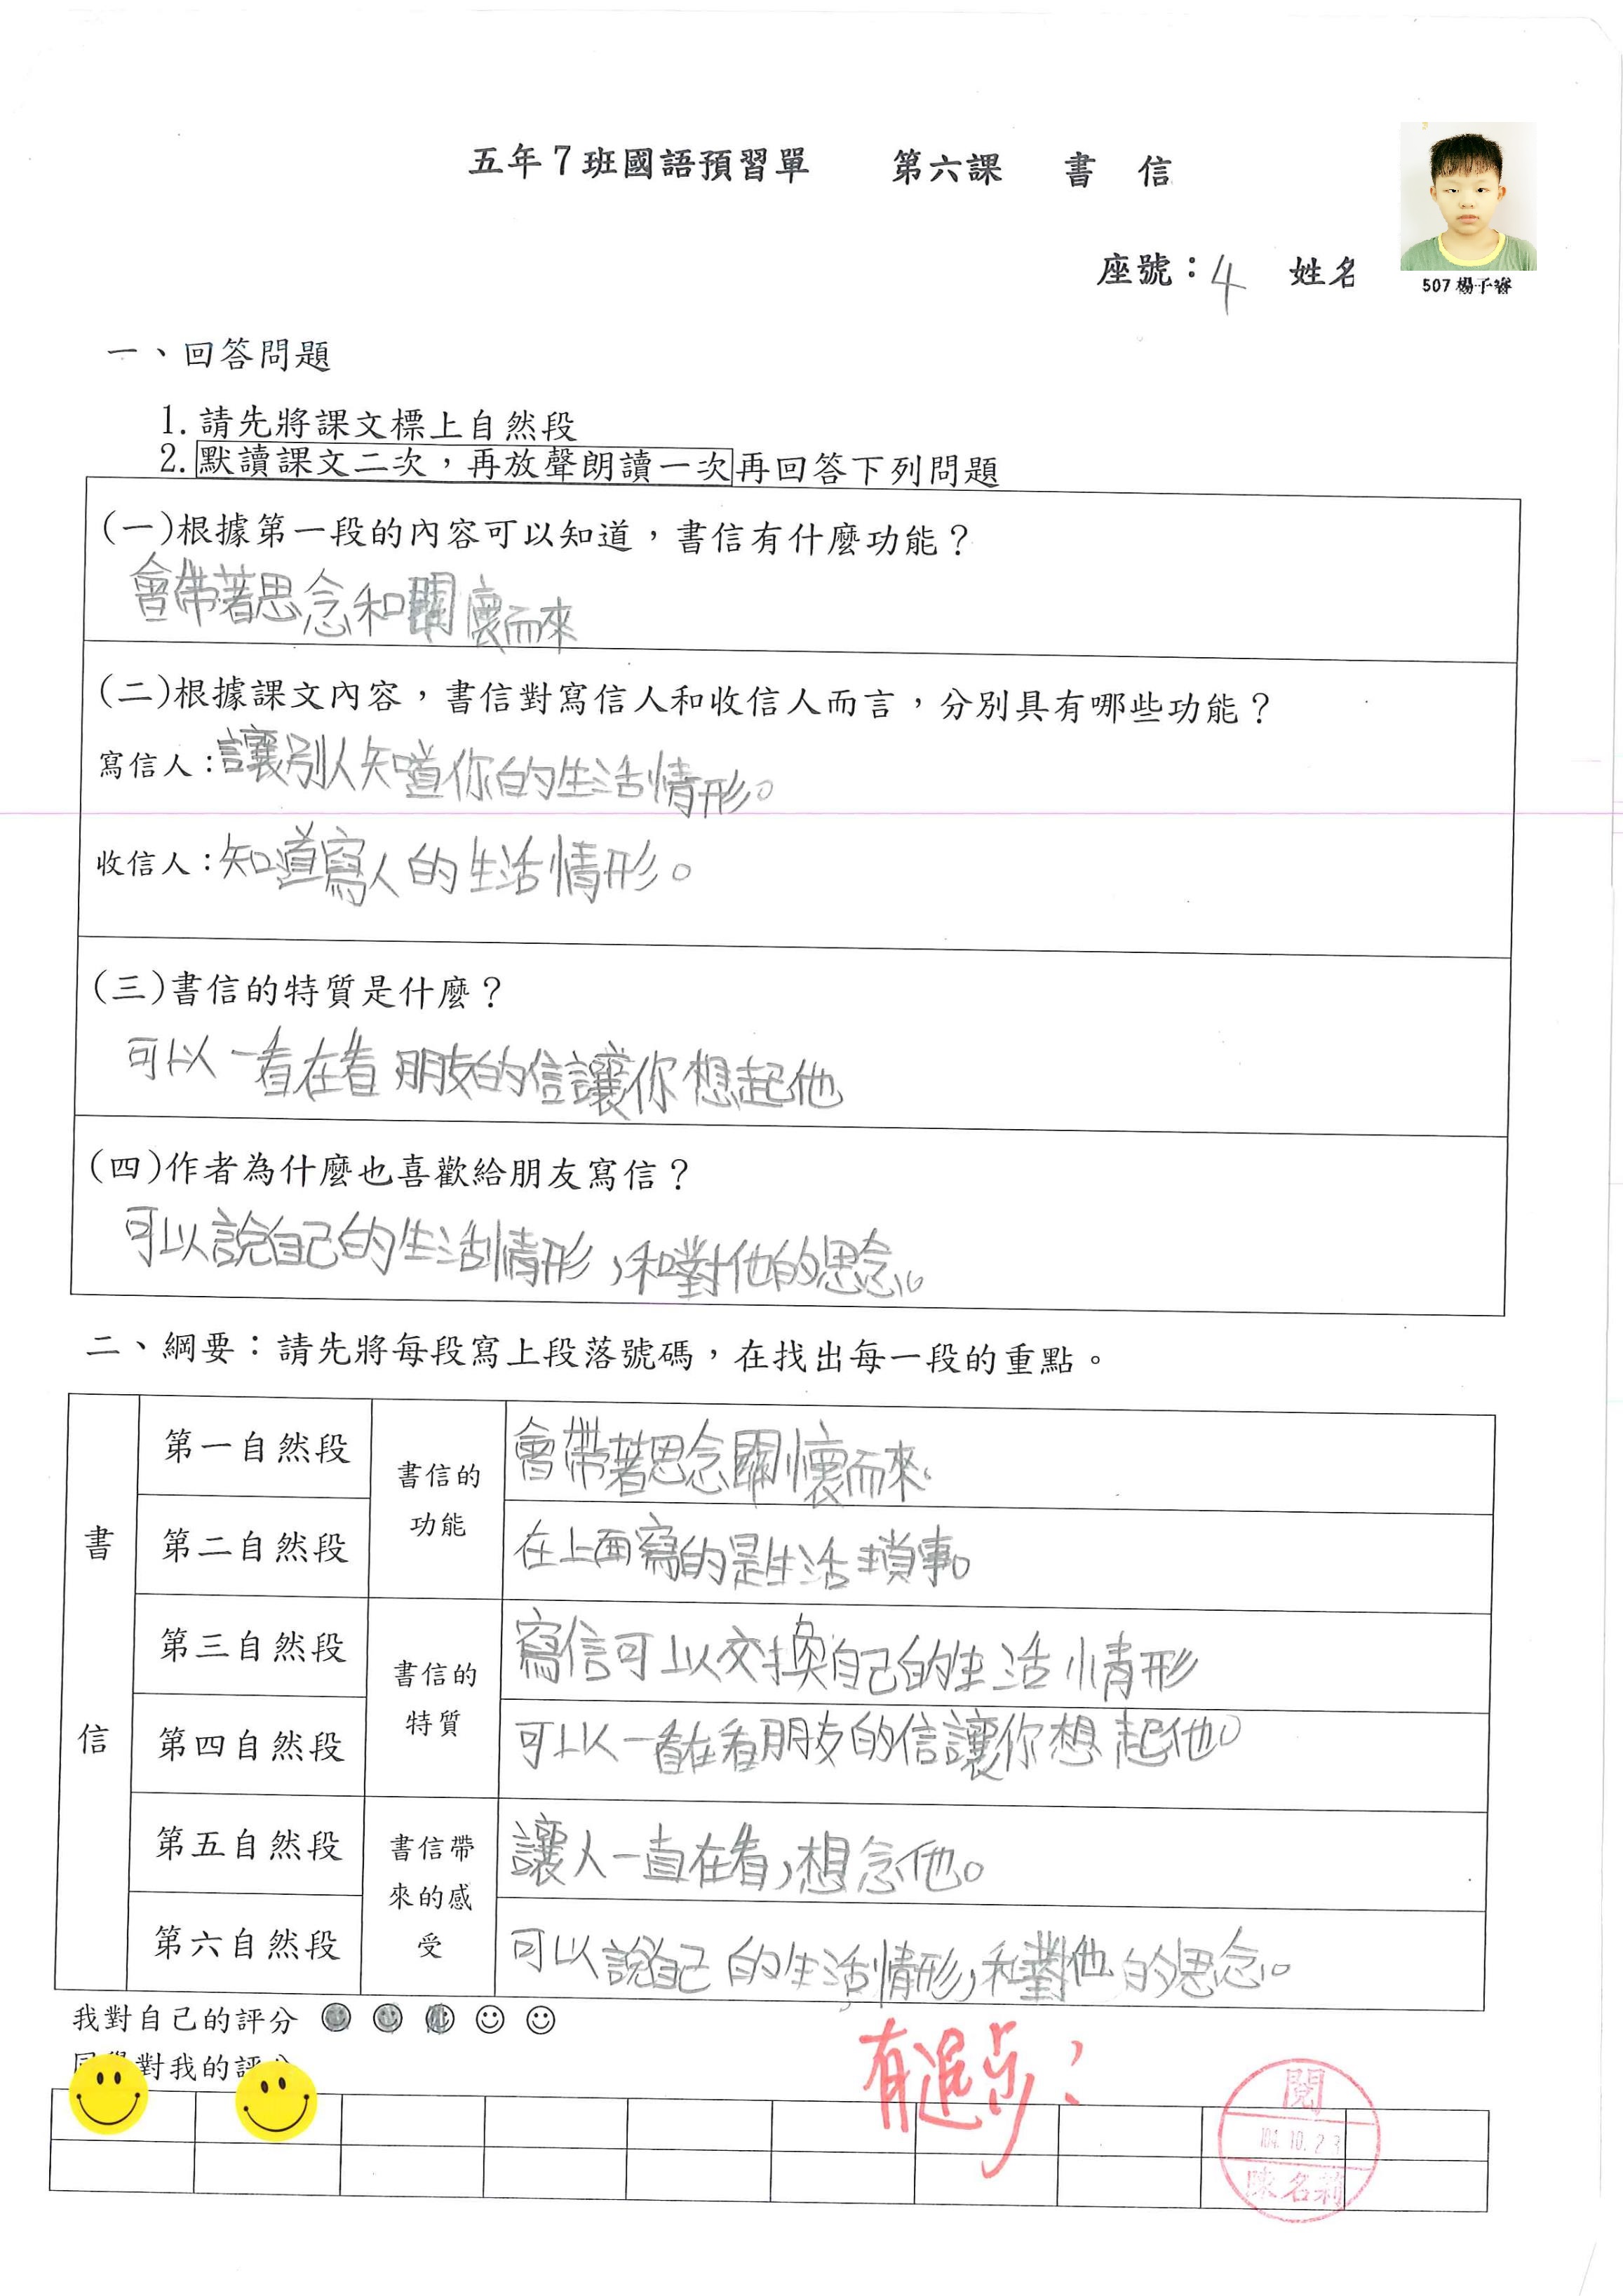 五年7班國語預習單 第六課 書 信
座號：4 姓名
507 楊子睿
一、回答問題
1.請先將課文標上自然段
2.默讀課文二次，再放聲朗讀一次再回答下列問題
(一)根據第一段的內容可以知道，書信有什麼功能？
會帶著思念和關懷而來
(二)根據課文內容，書信對寫信人和收信人而言，分別具有哪些功能？
寫信人：讓別人知道你的生活情形。
收信人：知道寫人的生活情形。
(三)書信的特質是什麼？
可以一看在看朋友的信讓你想起他
(四)作者為什麼也喜歡給朋友寫信？
可以說自己的生活情形，和對他的思念。
二、綱要：請先將每段寫上段落號碼，在找出每一段的重點。
書信
第一自然段
書信的功能
會帶著思念關懷而來。
第二自然段
在上面寫的是生活瑣事。
第三自然段
書信的特質
寫信可以交換自己的生活情形
第四自然段
可以一看在看朋友的信讓你想起他。
第五自然段
書信帶來的感受
讓人一直在看，想念他。
第六自然段
可以說自己的生活情形，和對他的思念。
我對自己的評分
同學對我的評分
有進步！
閱
104.10.23
陳名莉